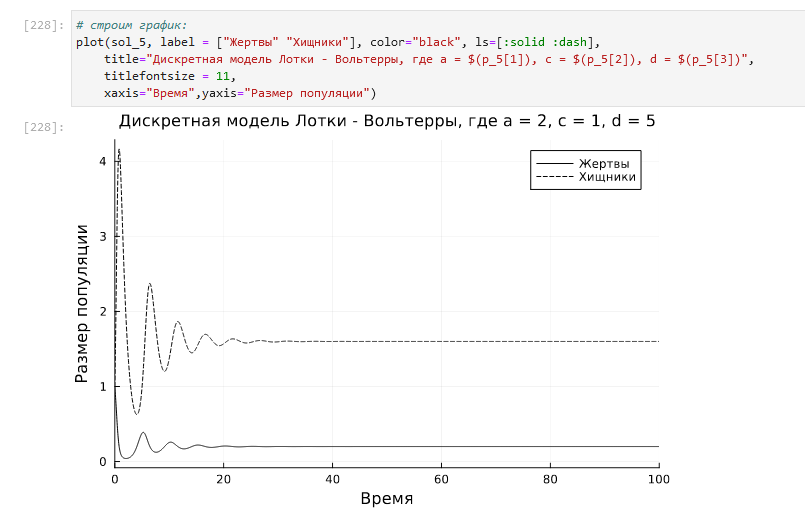 [228]: # строим график:
plot(sol_5, label = ["Жертвы" "Хищники"], color="black", ls=[:solid :dash],
title="Дискретная модель Лотки - Вольтерры, где a = $(p_5[1]), c = $(p_5[2]), d = $(p_5[3])",
titlefontsize = 11,
xaxis="Время",yaxis="Размер популяции")
[228]:
Дискретная модель Лотки - Вольтерры, где a = 2, c = 1, d = 5
Жертвы
Хищники
4
3
2
1
0
Размер популяции
0 20 40 60 80 100
Время